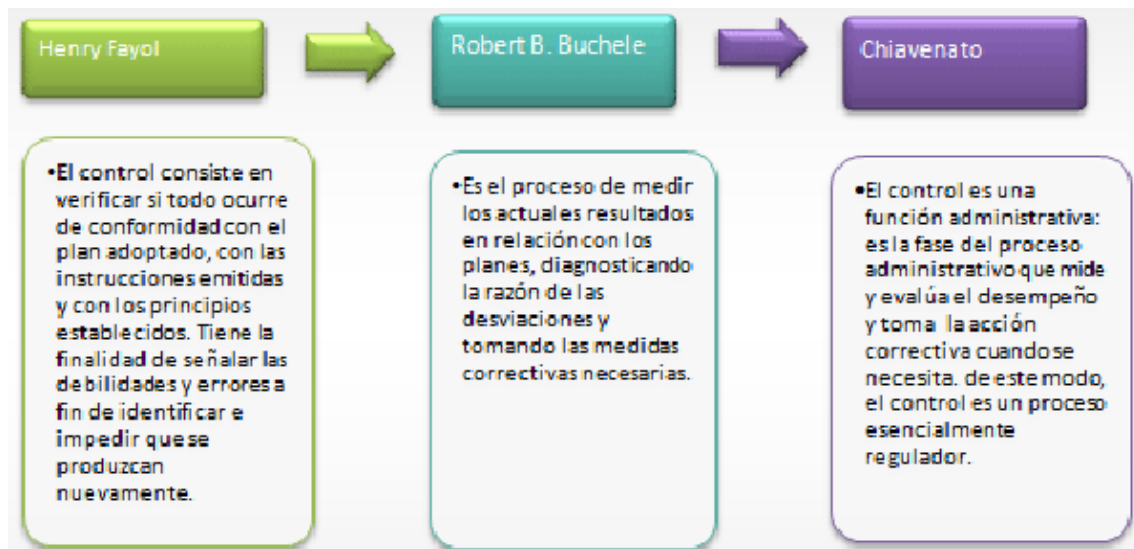 Henry Fayol
Robert B. Buchele
Chiavenato
•El control consiste en
verificar si todo ocurre
de conformidad con el
plan adoptado, con las
instrucciones emitidas
y con los principios
establecidos. Tiene la
finalidad de señalar las
debilidades y errores a
fin de identificar e
impedir que se
produzcan
nuevamente.
•Es el proceso de medir
los actuales resultados
en relación con los
planes, diagnosticando
la razón de las
desviaciones y
tomando las medidas
correctivas necesarias.
•El control es una
función administrativa:
es la fase del proceso
administrativo que mide
y evalúa el desempeño
y toma la acción
correctiva cuando se
necesita. de este modo,
el control es un proceso
esencialmente
regulador.